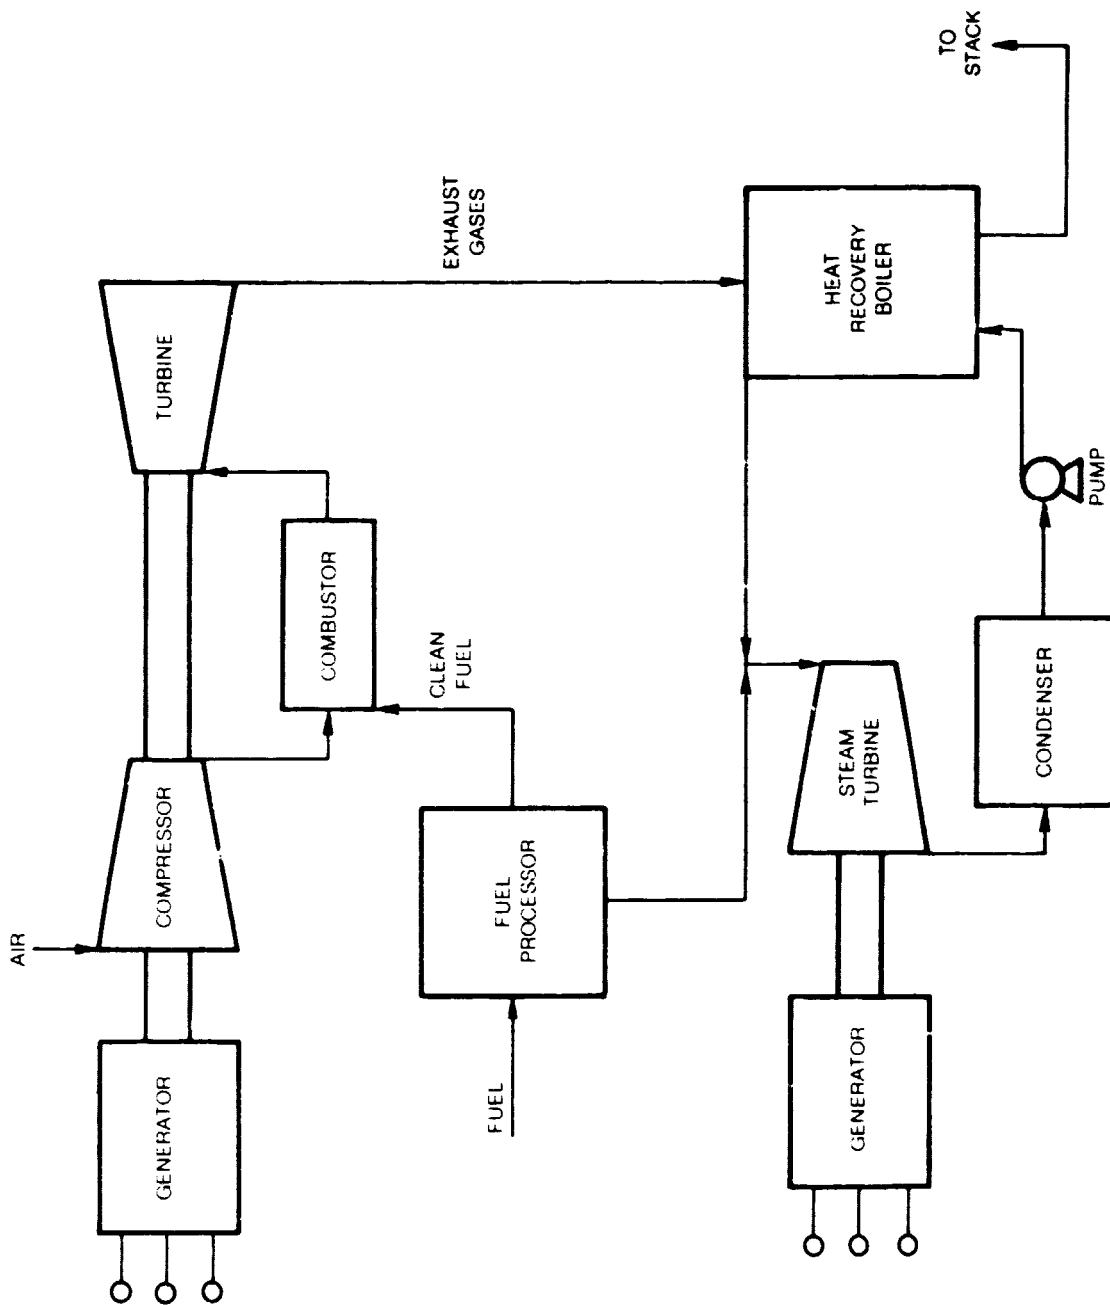 AIR
GENERATOR
COMPRESSOR
TURBINE
COMBUSTOR
CLEAN
FUEL
EXHAUST
GASES
FUEL
FUEL
PROCESSOR
GENERATOR
STEAM
TURBINE
CONDENSER
PUMP
HEAT
RECOVERY
BOILER
TO
STACK